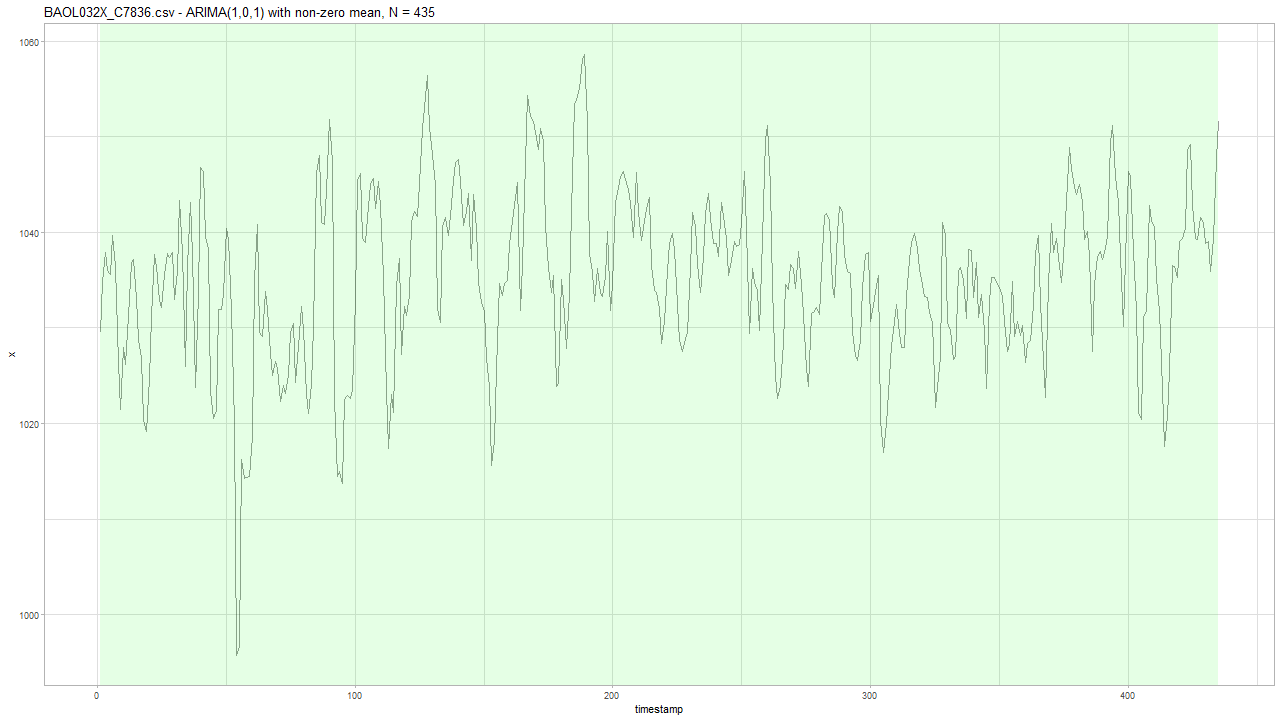 BAOL032X_C7836.csv - ARIMA(1,0,1) with non-zero mean, N = 435
1060
1040
1020
1000
x
0 100 200 300 400
timestamp